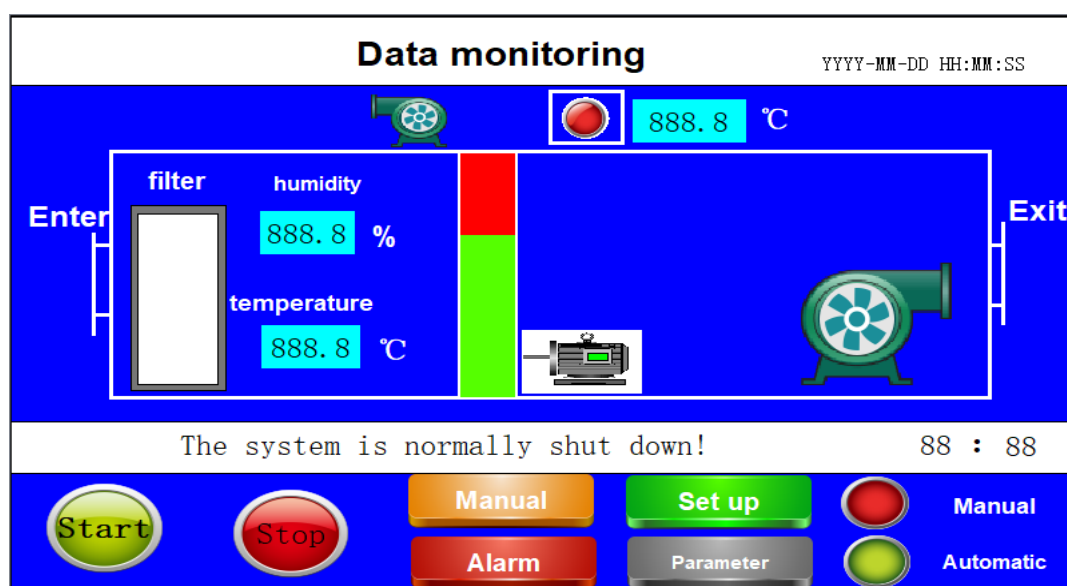 Data monitoring
YYYY-MM-DD HH:MM:SS
888.8 ℃
filter
humidity
Enter
888.8 %
Exit
temperature
888.8 ℃
The system is normally shut down!
88 : 88
Start
Stop
Manual
Set up
Manual
Alarm
Parameter
Automatic